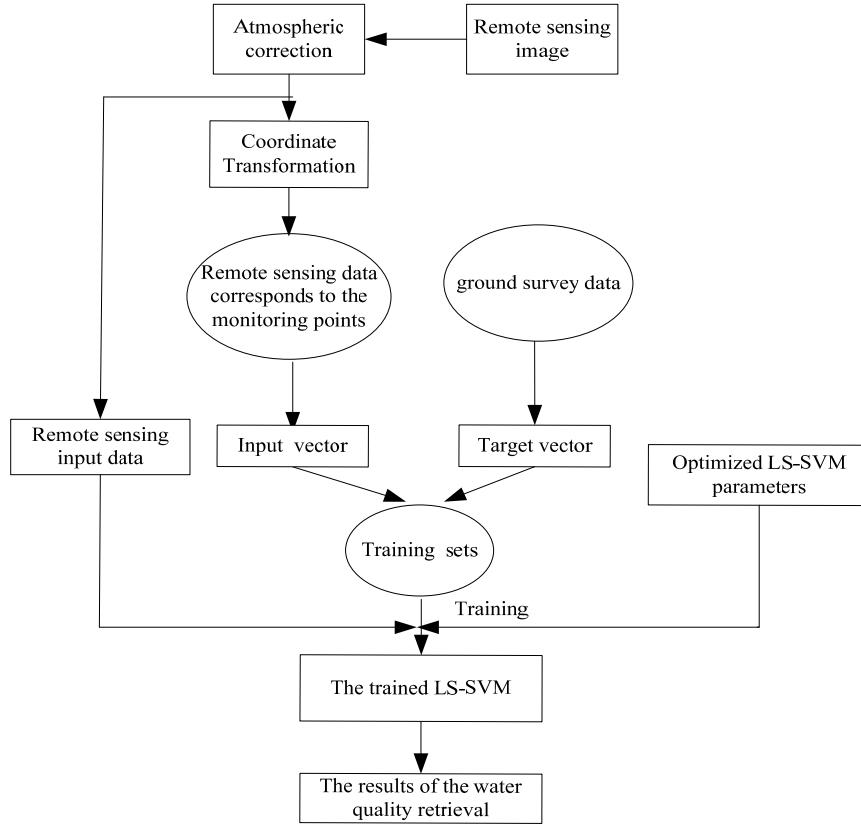 Atmospheric
correction
Remote sensing
image
Coordinate
Transformation
Remote sensing data
corresponds to the
monitoring points
ground survey data
Remote sensing
input data
Input vector
Target vector
Optimized LS-SVM
parameters
Training sets
Training
The trained LS-SVM
The results of the water
quality retrieval